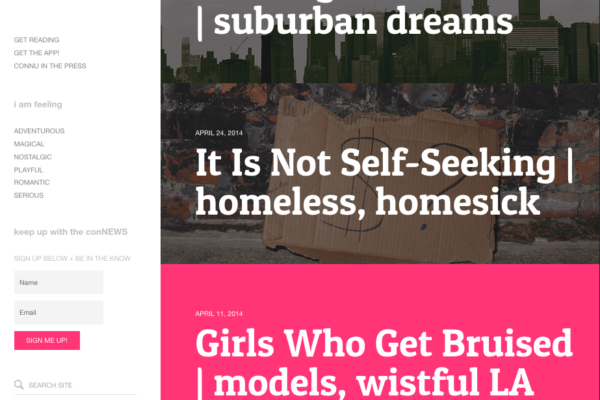 GET READING
GET THE APP!
CONNU IN THE PRESS
i am feeling
ADVENTUROUS
MAGICAL
NOSTALGIC
PLAYFUL
ROMANTIC
SERIOUS
keep up with the conNEWS
SIGN UP BELOW + BE IN THE KNOW
Name
Email
SIGN ME UP!
SEARCH SITE
| suburban dreams
APRIL 24, 2014
It Is Not Self-Seeking |
homeless, homesick
$?
APRIL 11, 2014
Girls Who Get Bruised
| models, wistful LA